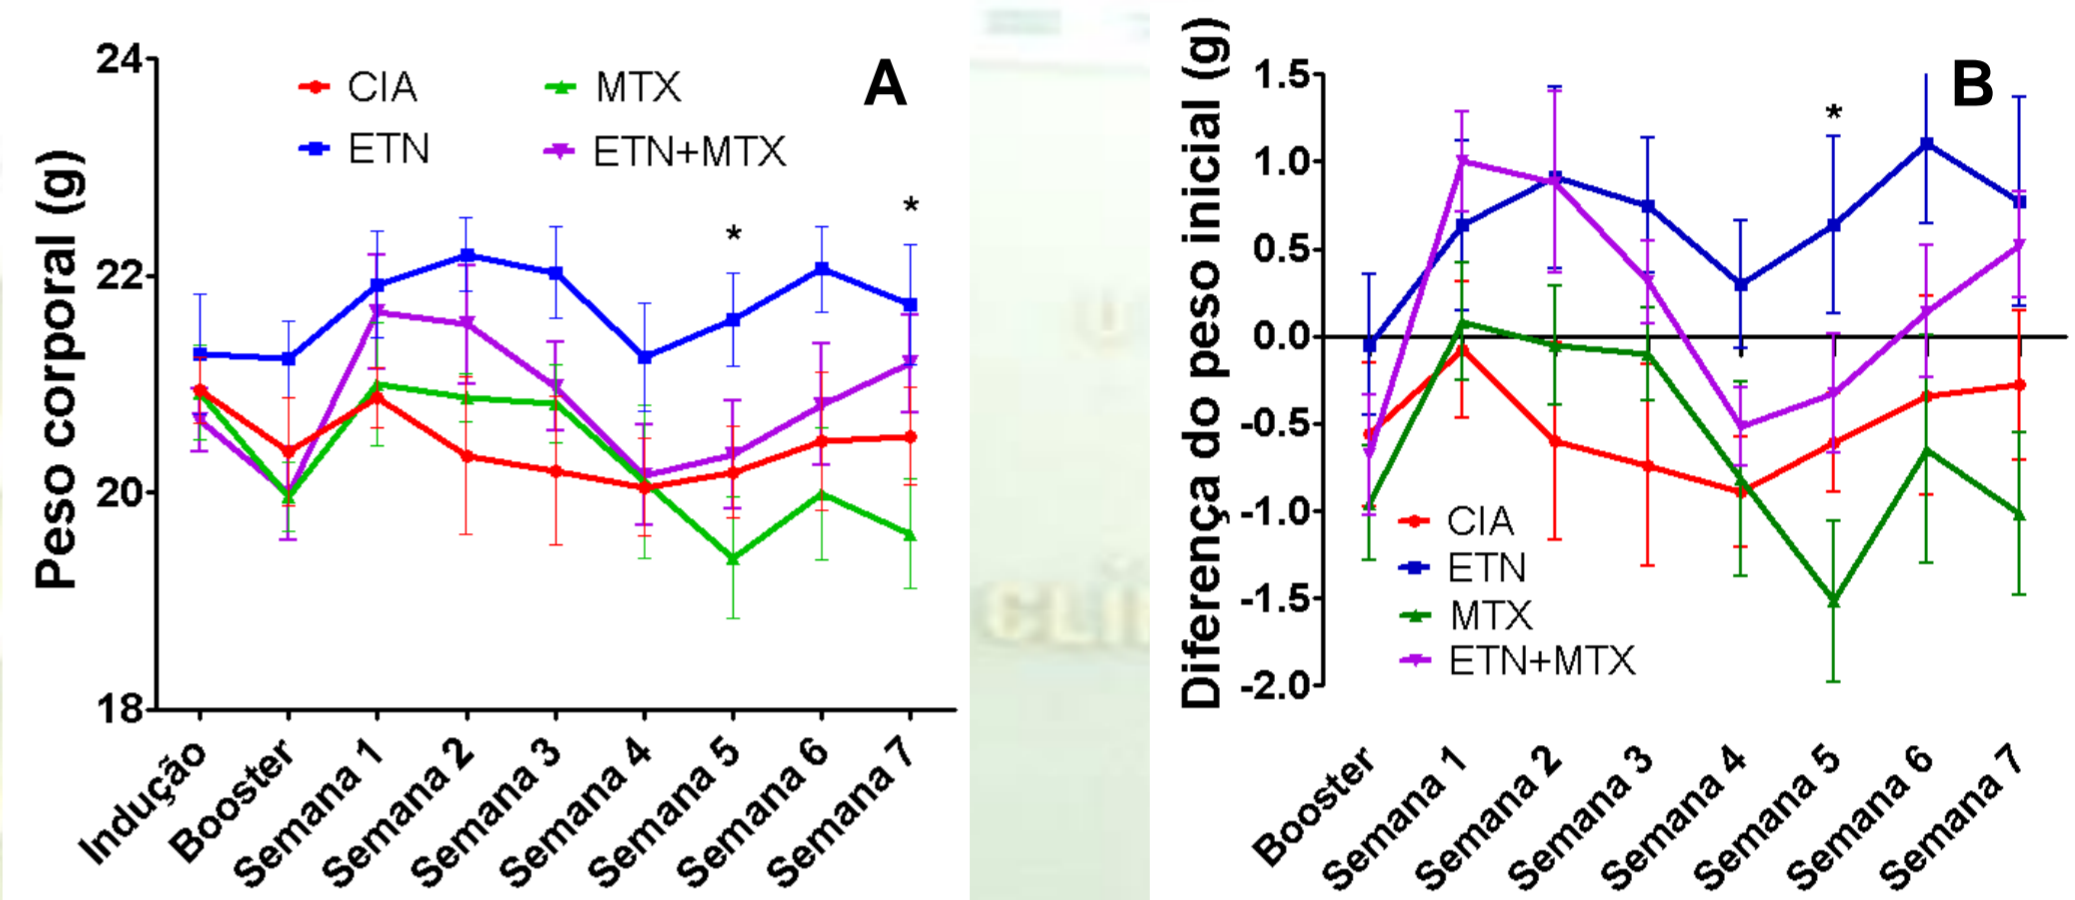 Peso corporal (g)
24
22
20
18
CIA
MTX
ETN
ETN+MTX
A
*
*
Indução
Booster
Semana 1
Semana 2
Semana 3
Semana 4
Semana 5
Semana 6
Semana 7
Diferença do peso inicial (g)
1.5
1.0
0.5
0.0
-0.5
-1.0
-1.5
-2.0
B
*
CIA
ETN
MTX
ETN+MTX
Booster
Semana 1
Semana 2
Semana 3
Semana 4
Semana 5
Semana 6
Semana 7